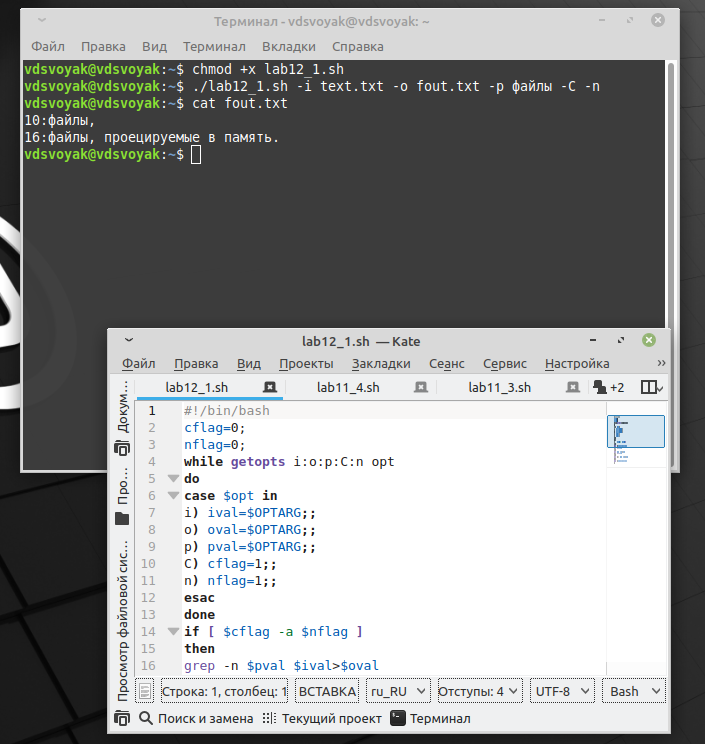 Терминал - vdsvoyak@vdsvoyak: ~
Файл Правка Вид Терминал Вкладки Справка
vdsvoyak@vdsvoyak:~$ chmod +x lab12_1.sh
vdsvoyak@vdsvoyak:~$ ./lab12_1.sh -i text.txt -o fout.txt -p файлы -C -n
vdsvoyak@vdsvoyak:~$ cat fout.txt
10:файлы,
16:файлы, проецируемые в память.
vdsvoyak@vdsvoyak:~$
lab12_1.sh — Kate
Файл Правка Вид Проекты Закладки Сеанс Сервис Настройка »
lab12_1.sh lab11_4.sh lab11_3.sh +2
Докум...
Про...
Просмотр файловой сис...
1 #!/bin/bash
2 cflag=0;
3 nflag=0;
4 while getopts i:o:p:C:n opt
5 do
6 case $opt in
7 i) ival=$OPTARG;;
8 o) oval=$OPTARG;;
9 p) pval=$OPTARG;;
10 C) cflag=1;;
11 n) nflag=1;;
12 esac
13 done
14 if [ $cflag -a $nflag ]
15 then
16 grep -n $pval $ival>$oval
Строка: 1, столбец: 1 ВСТАВКА ru_RU Отступы: 4 UTF-8 Bash
Поиск и замена Текущий проект Терминал